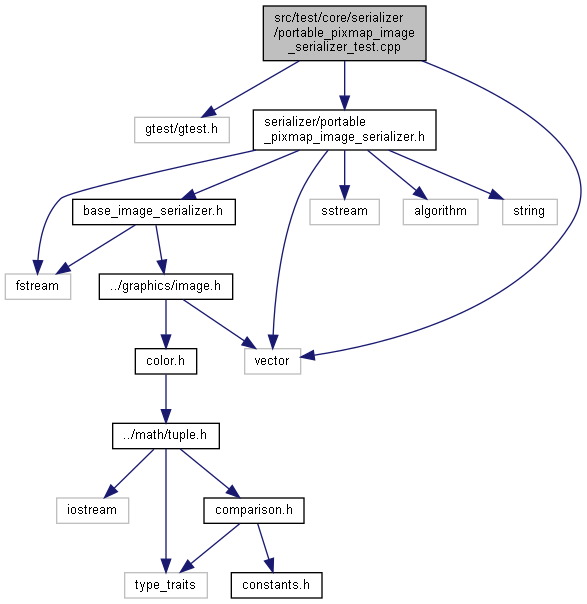 src/test/core/serializer
/portable_pixmap_image
_serializer_test.cpp
gtest/gtest.h
serializer/portable
_pixmap_image_serializer.h
base_image_serializer.h
sstream
algorithm
string
fstream
../graphics/image.h
color.h
vector
../math/tuple.h
iostream
comparison.h
type_traits
constants.h